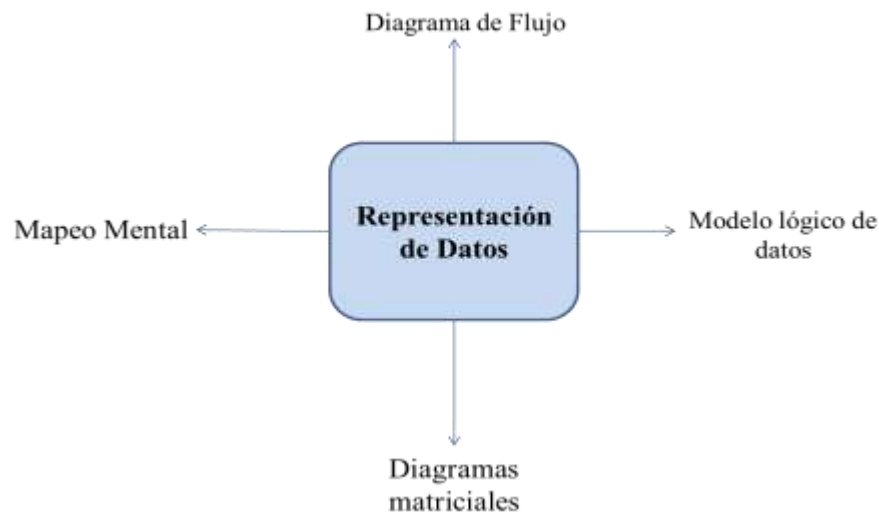 Diagrama de Flujo
Mapeo Mental
Representación
de Datos
Modelo lógico de
datos
Diagramas
matriciales